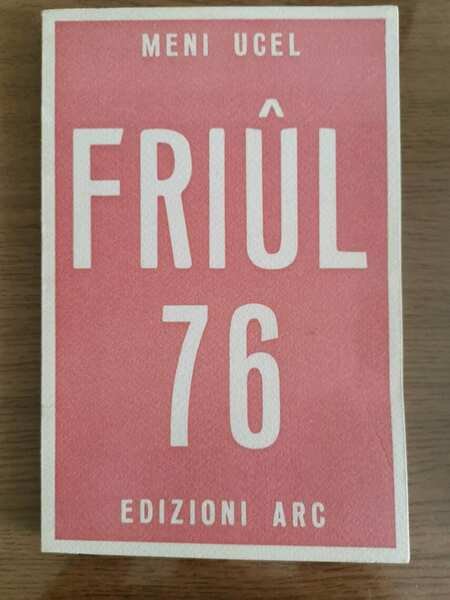 MENI UCEL
FRIÛL
76
EDIZIONI ARC